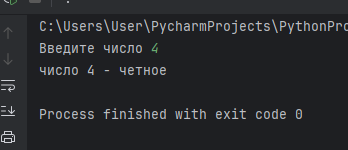 C:\Users\User\PycharmProjects\PythonPro
Введите число 4
число 4 - четное
Process finished with exit code 0